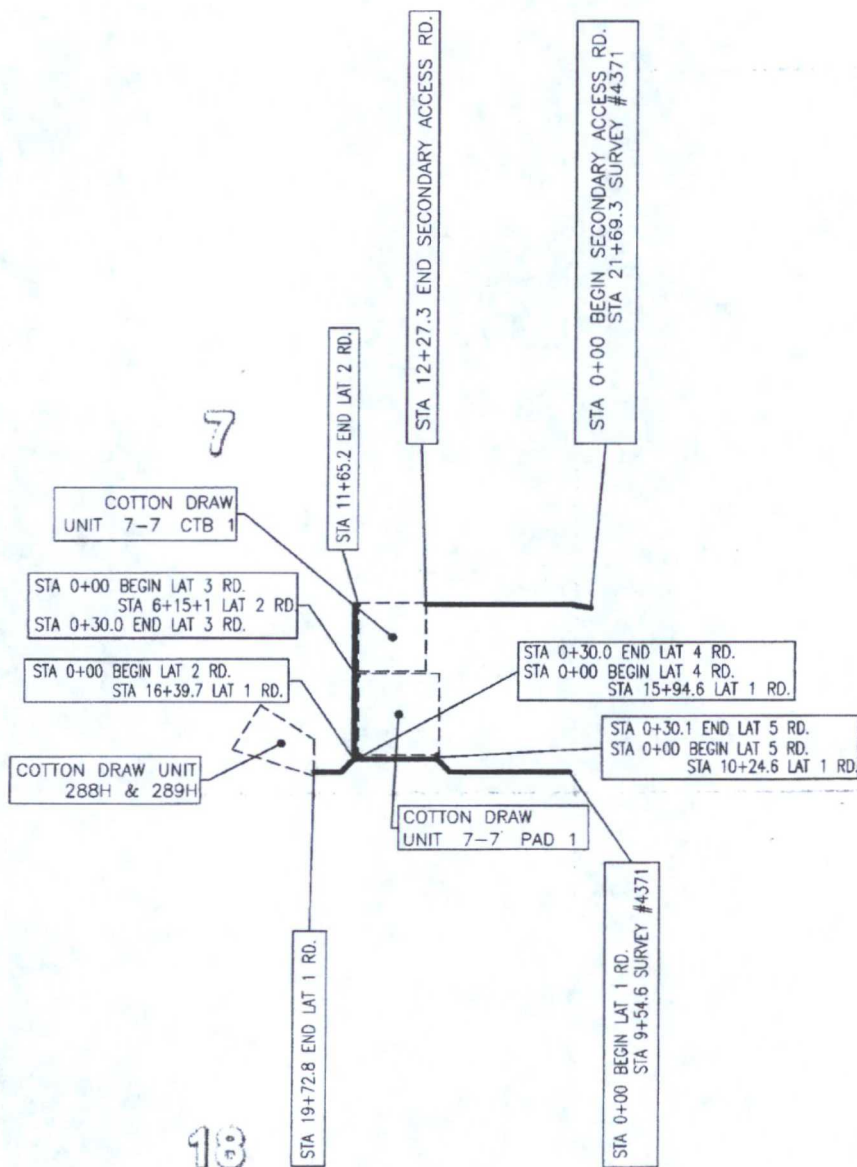 STA 12+27.3 END SECONDARY ACCESS RD.
STA 0+00 BEGIN SECONDARY ACCESS RD.
STA 21+69.3 SURVEY #4371
STA 11+65.2 END LAT 2 RD.
7
COTTON DRAW
UNIT 7-7 CTB 1
STA 0+00 BEGIN LAT 3 RD.
STA 6+15+1 LAT 2 RD
STA 0+30.0 END LAT 3 RD.
STA 0+00 BEGIN LAT 2 RD.
STA 16+39.7 LAT 1 RD.
STA 0+30.0 END LAT 4 RD.
STA 0+00 BEGIN LAT 4 RD.
STA 15+94.6 LAT 1 RD.
STA 0+30.1 END LAT 5 RD.
STA 0+00 BEGIN LAT 5 RD.
STA 10+24.6 LAT 1 RD.
COTTON DRAW UNIT
288H & 289H
COTTON DRAW
UNIT 7-7 PAD 1
STA 19+72.8 END LAT 1 RD.
STA 0+00 BEGIN LAT 1 RD.
STA 9+54.6 SURVEY #4371
18